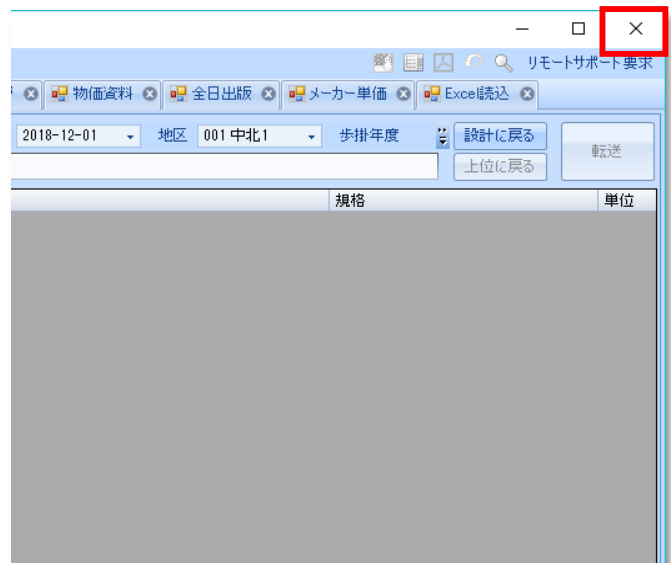 リモートサポート要求
物価資料 全日出版 メーカー単価 Excel読込
2018-12-01 地区 001 中北1 歩掛年度 設計に戻る 転送
上位に戻る
規格 単位